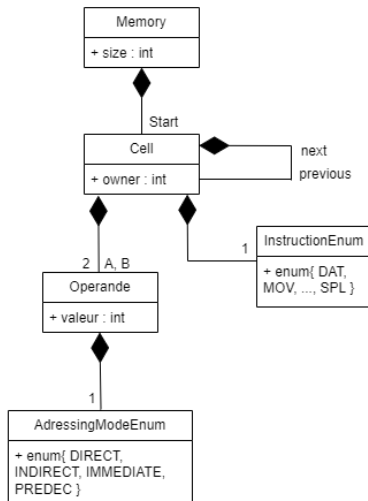 Memory
+ size : int
Start
Cell
+ owner : int
next
previous
2
A, B
1
InstructionEnum
+ enum{ DAT,
MOV, ..., SPL }
Operande
+ valeur : int
1
AdressingModeEnum
+ enum{ DIRECT,
INDIRECT, IMMEDIATE,
PREDEC }